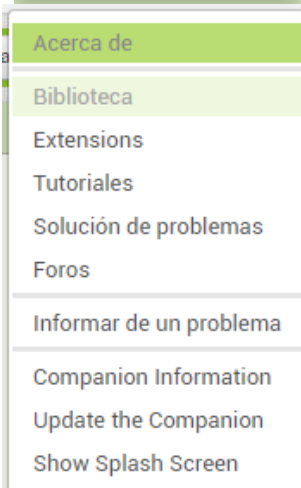 Acerca de
Biblioteca
Extensions
Tutoriales
Solución de problemas
Foros
Informar de un problema
Companion Information
Update the Companion
Show Splash Screen